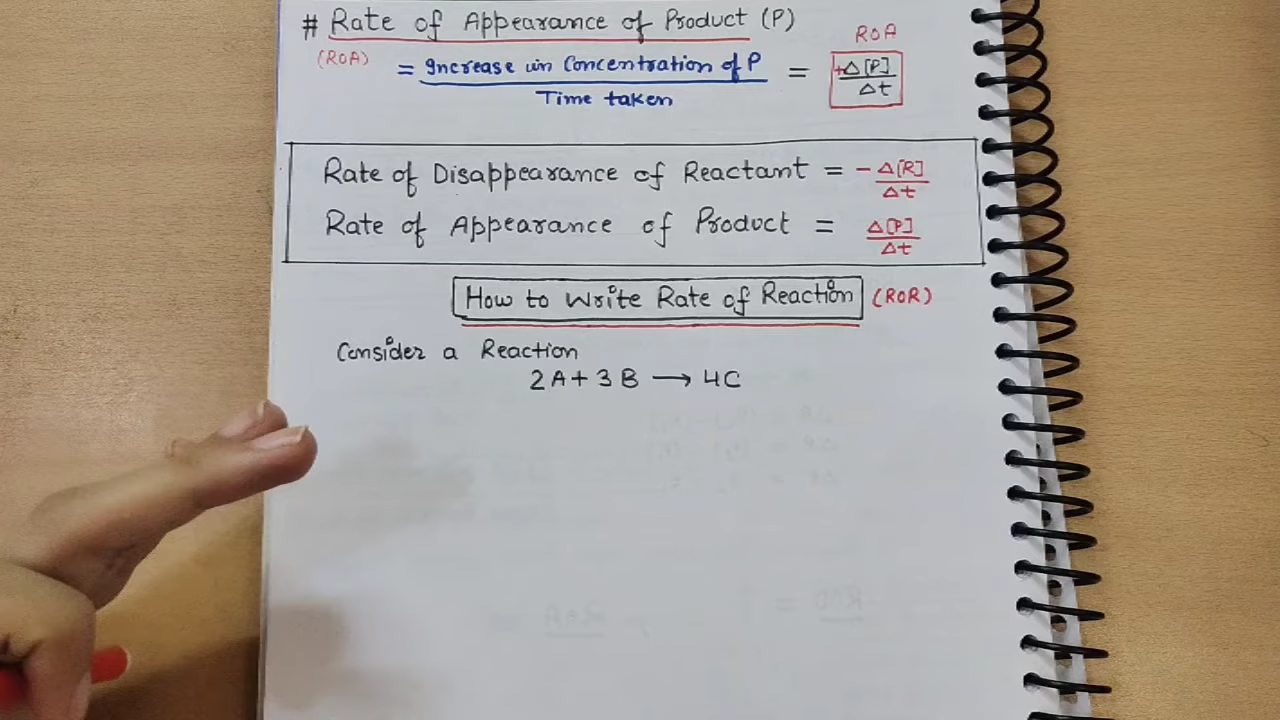 # Rate of Appearance of Product (P)
(ROA)
= Increase in Concentration of P / Time taken = +Δ[P] / Δt
ROA
Rate of Disappearance of Reactant = - Δ[R] / Δt
Rate of Appearance of Product = Δ[P] / Δt
How to Write Rate of Reaction (ROR)
Consider a Reaction
2A + 3B → 4C